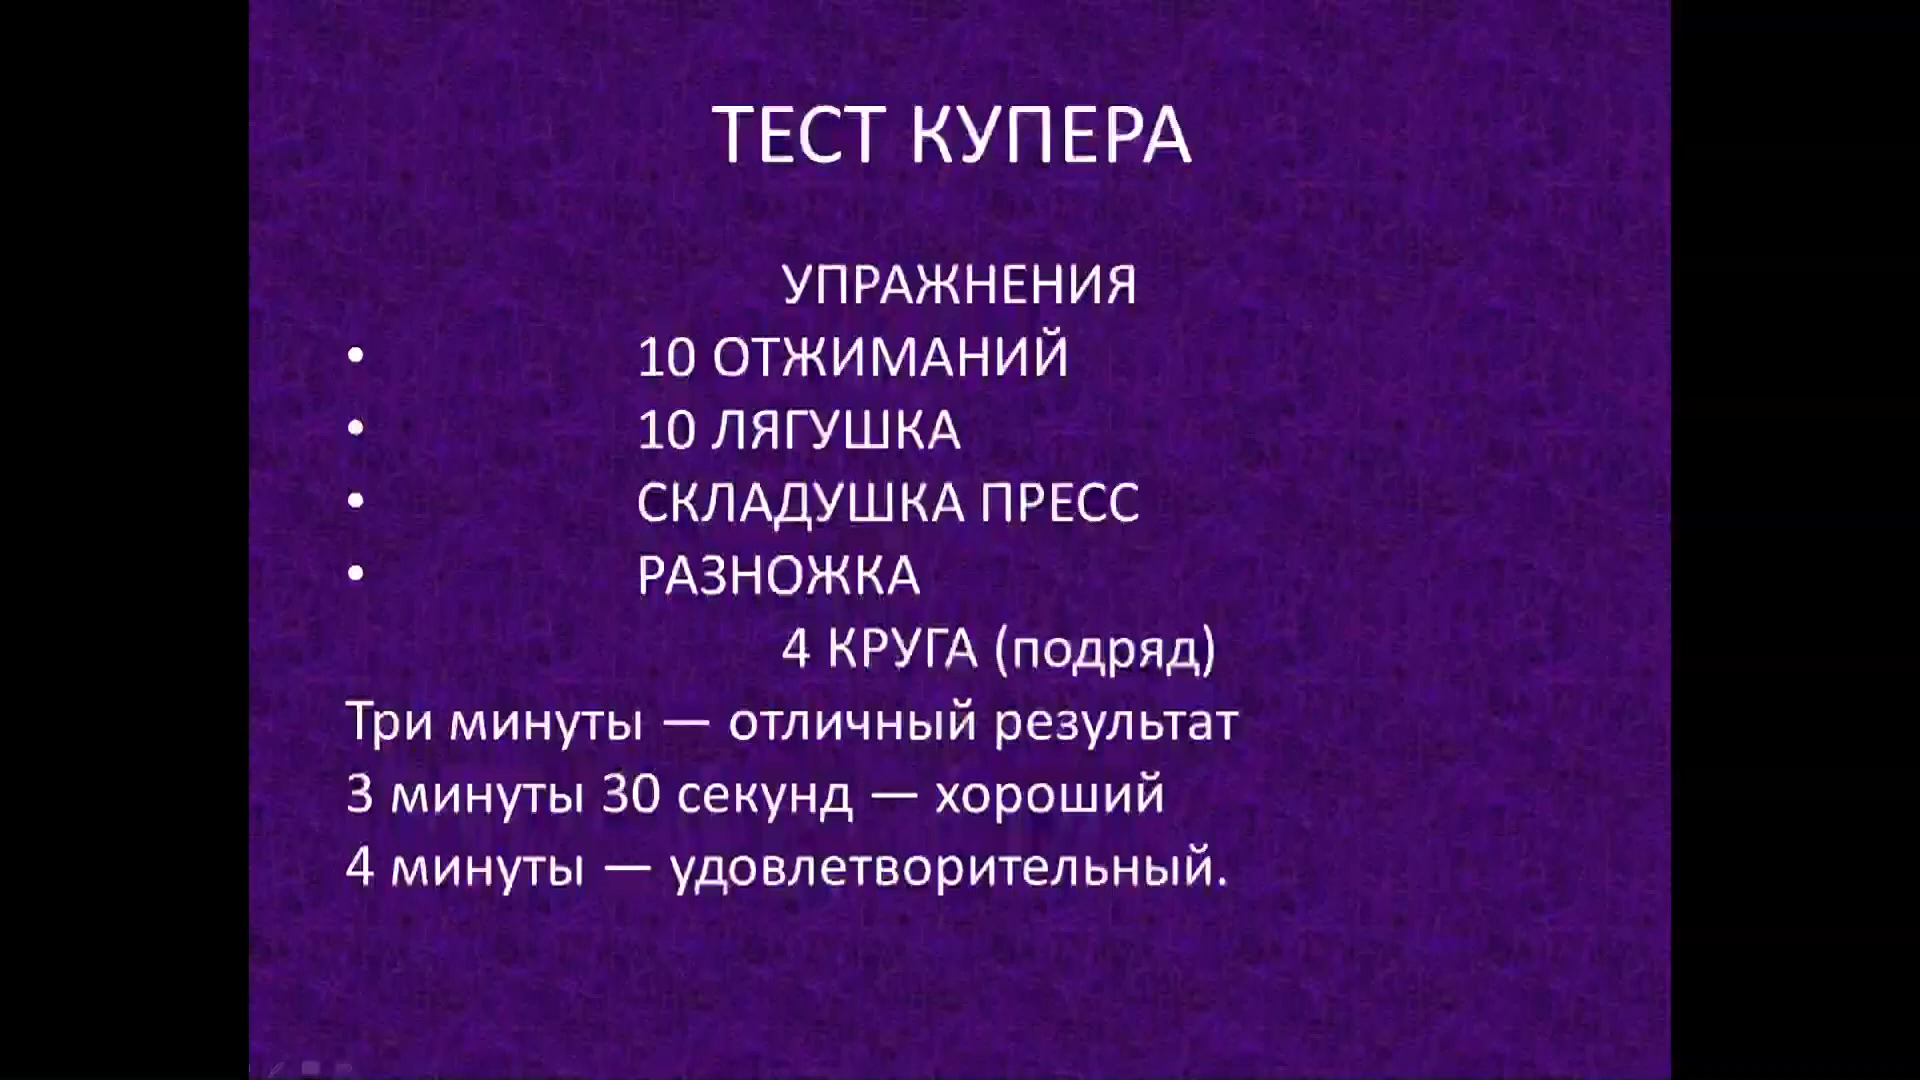 ТЕСТ КУПЕРА
УПРАЖНЕНИЯ
• 10 ОТЖИМАНИЙ
• 10 ЛЯГУШКА
• СКЛАДУШКА ПРЕСС
• РАЗНОЖКА
4 КРУГА (подряд)
Три минуты — отличный результат
3 минуты 30 секунд — хороший
4 минуты — удовлетворительный.